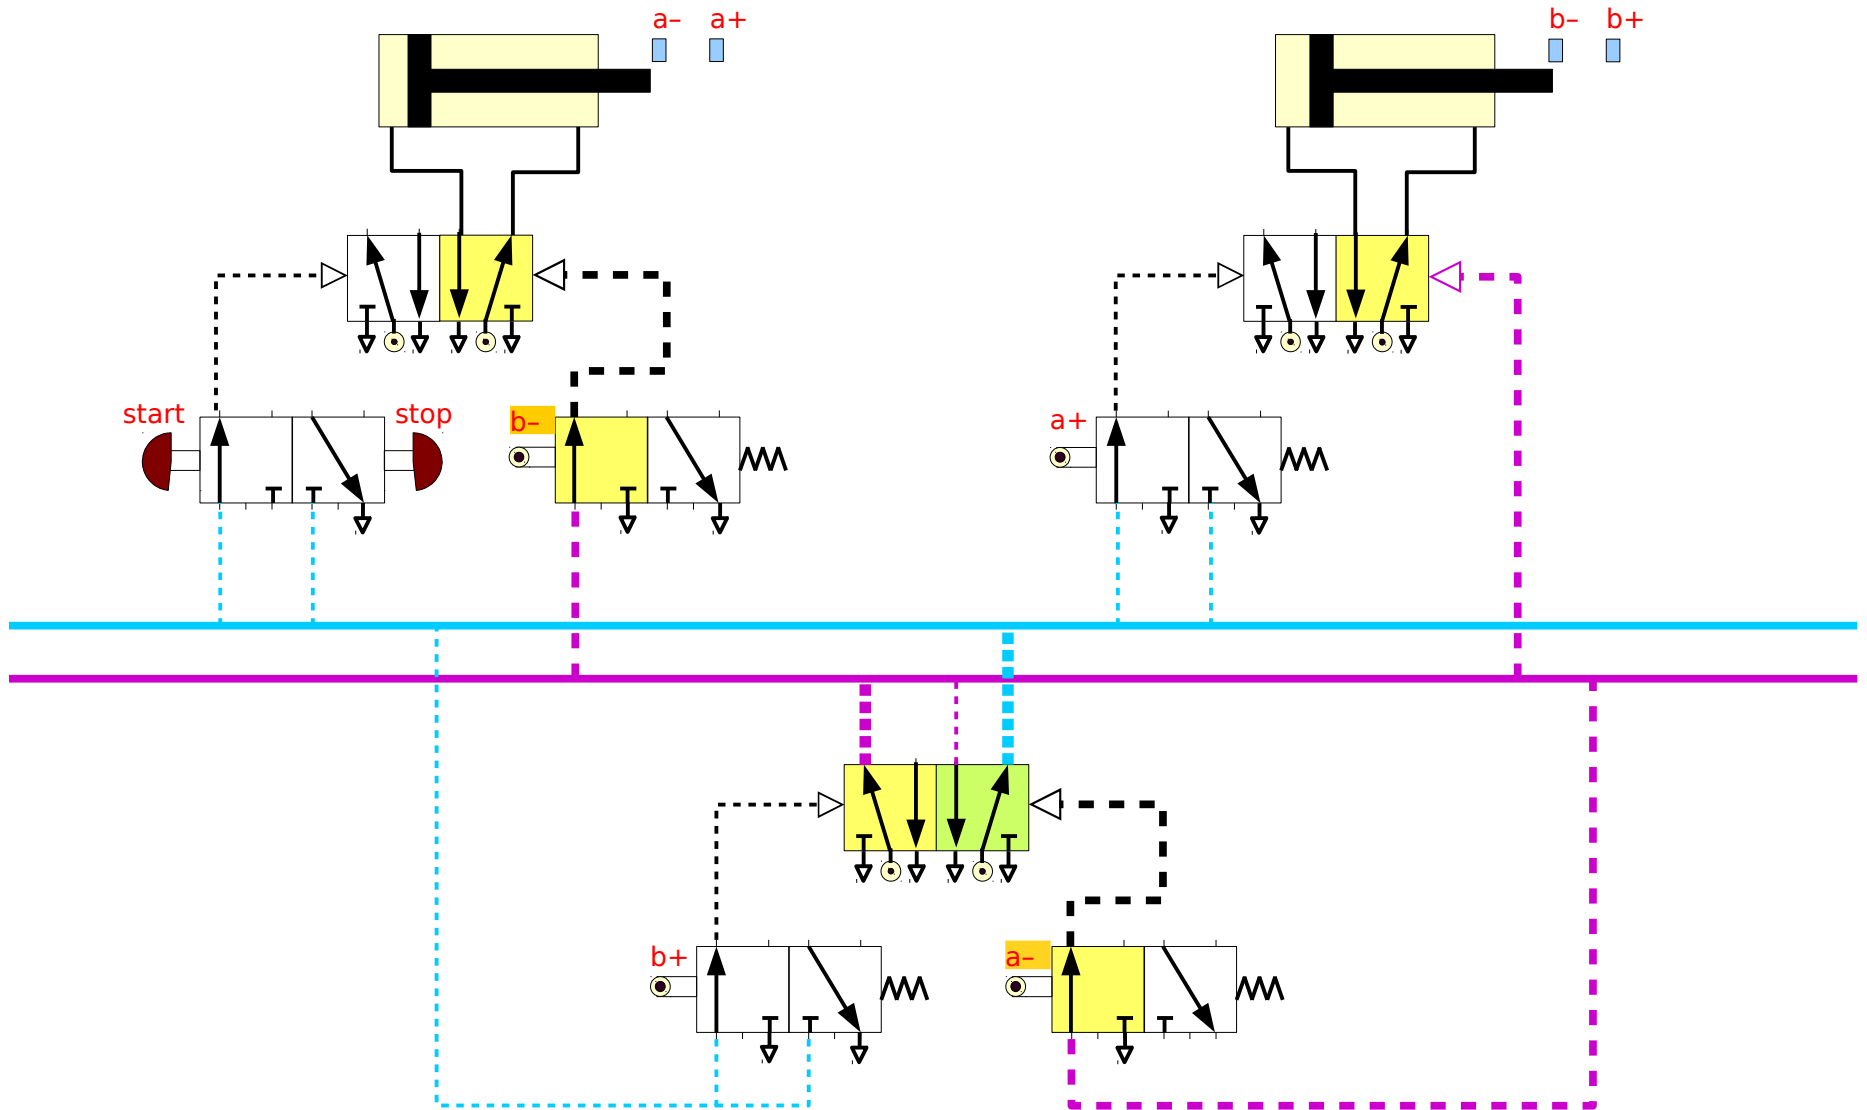 a– a+
b– b+
start
stop
b–
a+
b+
a–